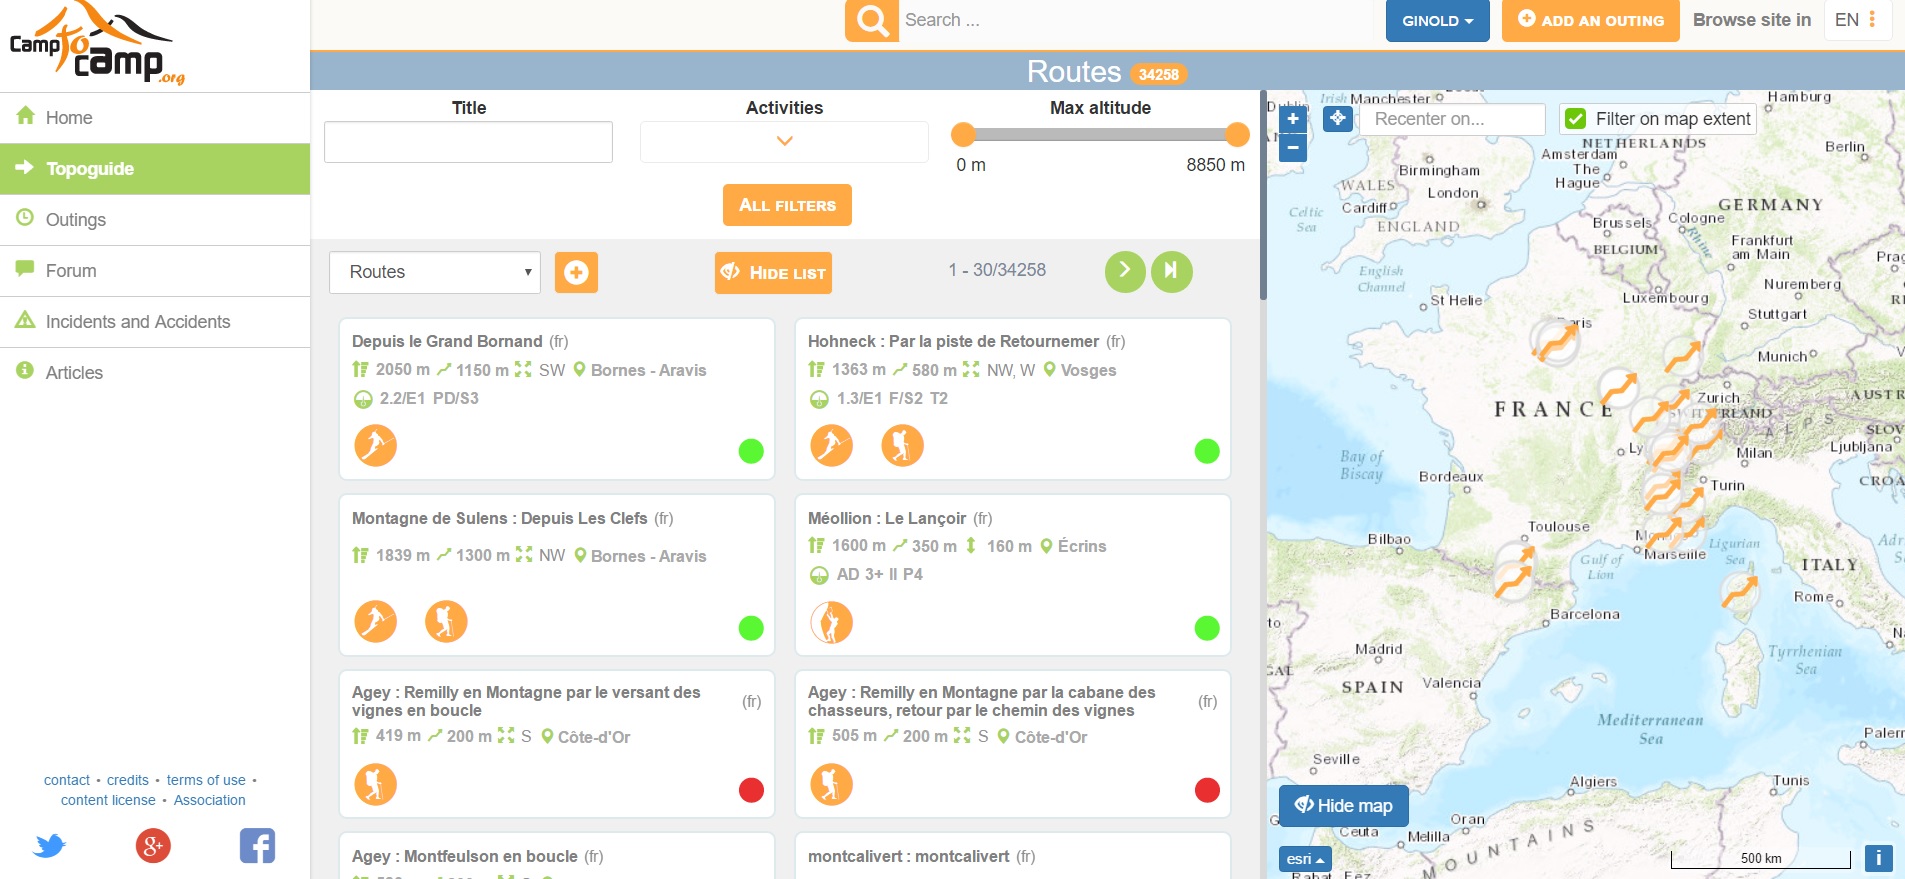 Camp to camp.org
Search ...
GINOLD
ADD AN OUTING
Browse site in
EN
Home
Topoguide
Outings
Forum
Incidents and Accidents
Articles
contact • credits • terms of use •
content license • Association
Routes 34258
Title
Activities
Max altitude
0 m
8850 m
ALL FILTERS
Routes
HIDE LIST
1 - 30/34258
Depuis le Grand Bornand (fr)
2050 m 1150 m SW Bornes - Aravis
2.2/E1 PD/S3
Hohneck : Par la piste de Retournemer (fr)
1363 m 580 m NW, W Vosges
1.3/E1 F/S2 T2
Montagne de Sulens : Depuis Les Clefs (fr)
1839 m 1300 m NW Bornes - Aravis
Méollion : Le Lançoir (fr)
1600 m 350 m 160 m Écrins
AD 3+ II P4
Agey : Remilly en Montagne par le versant des
vignes en boucle
(fr)
419 m 200 m S Côte-d'Or
Agey : Remilly en Montagne par la cabane des
chasseurs, retour par le chemin des vignes
(fr)
505 m 200 m S Côte-d'Or
Agey : Montfeulson en boucle (fr)
montcalivert : montcalivert (fr)
+
−
Recenter on...
Filter on map extent
Dublin
Irish
Manchester
Hamburg
NETHERLANDS
Berlin
Amsterdam
Birmingham
The
Hague
WALES
London
Cardiff
ENGLAND
Celtic
Sea
GERMANY
Cologne
Brussels
Rhine
BELGIUM
Frankfurt
am Main
Prag
English
Channel
Nuremberg
St Helie
Luxembourg
Stuttgart
Paris
Munich
Zurich
AUSTR
FRANCE
SWITZERLAND
ALPS
SLOV
Ljubljana
Ly
Milan
Bay of
Biscay
Bordeaux
Turin
CROA
Toulouse
Bilbao
Marseille
Ligurian
Sea
Adr
Gulf of
Lion
ITALY
Rome
Barcelona
Madrid
Tyrrhenian
Sea
SPAIN
Valencia
Mediterranean
Sea
Palerm
Seville
Algiers
Tunis
Hide map
Oran
Ceuta
Melilla
MOUNTAINS
esri
Rabat
Fez
500 km
i